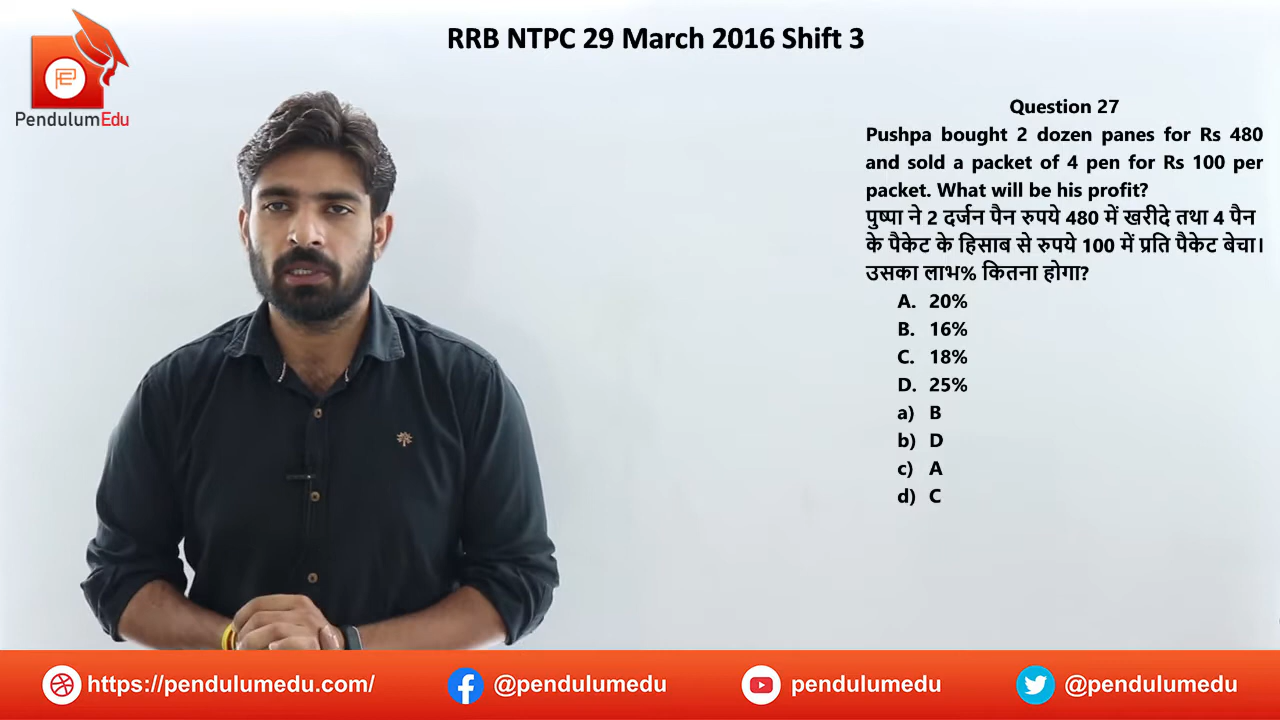 RRB NTPC 29 March 2016 Shift 3
PendulumEdu
Question 27
Pushpa bought 2 dozen panes for Rs 480
and sold a packet of 4 pen for Rs 100 per
packet. What will be his profit?
पुष्पा ने 2 दर्जन पैन रुपये 480 में खरीदे तथा 4 पैन
के पैकेट के हिसाब से रुपये 100 में प्रति पैकेट बेचा।
उसका लाभ% कितना होगा?
A. 20%
B. 16%
C. 18%
D. 25%
a) B
b) D
c) A
d) C
https://pendulumedu.com/
@pendulumedu
pendulumedu
@pendulumedu